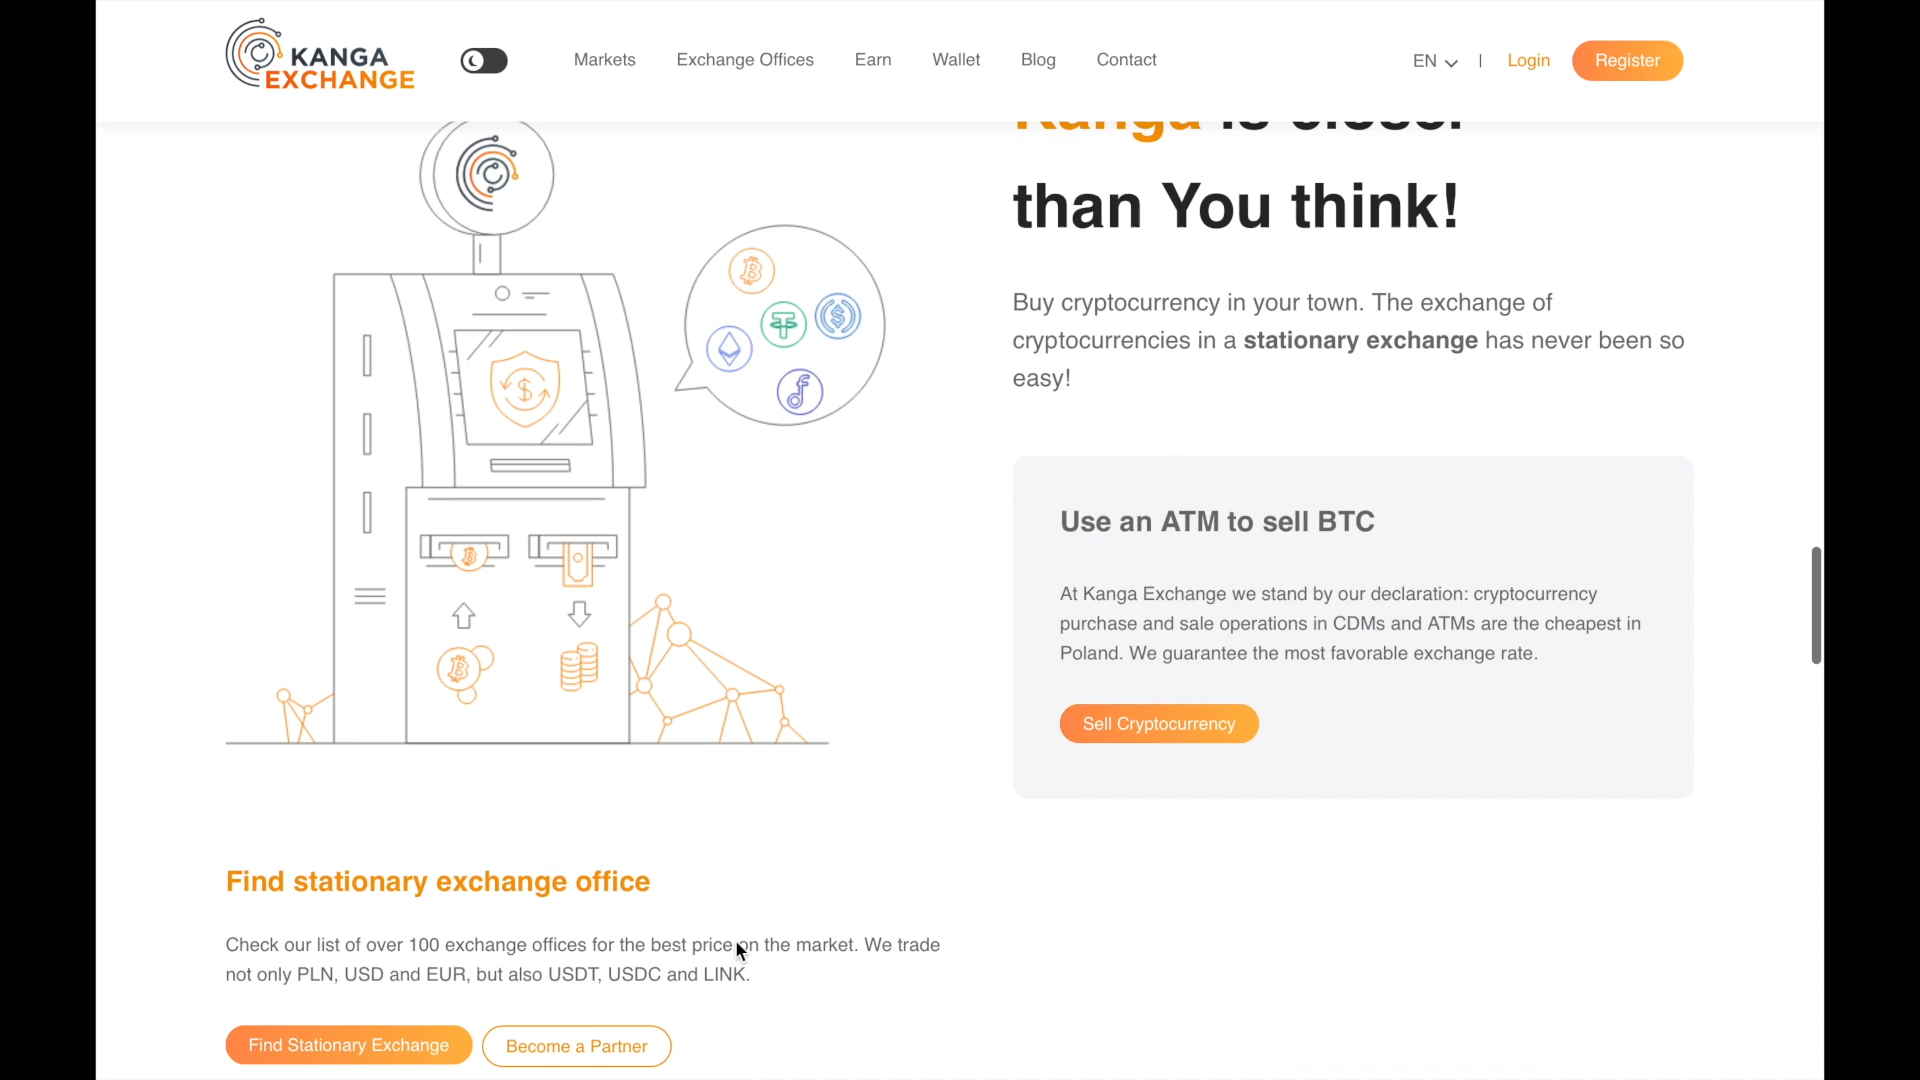 KANGA
EXCHANGE
Markets
Exchange Offices
Earn
Wallet
Blog
Contact
EN
|
Login
Register
Kanga is closer
than You think!
Buy cryptocurrency in your town. The exchange of
cryptocurrencies in a stationary exchange has never been so
easy!
Use an ATM to sell BTC
At Kanga Exchange we stand by our declaration: cryptocurrency
purchase and sale operations in CDMs and ATMs are the cheapest in
Poland. We guarantee the most favorable exchange rate.
Sell Cryptocurrency
Find stationary exchange office
Check our list of over 100 exchange offices for the best price on the market. We trade
not only PLN, USD and EUR, but also USDT, USDC and LINK.
Find Stationary Exchange
Become a Partner